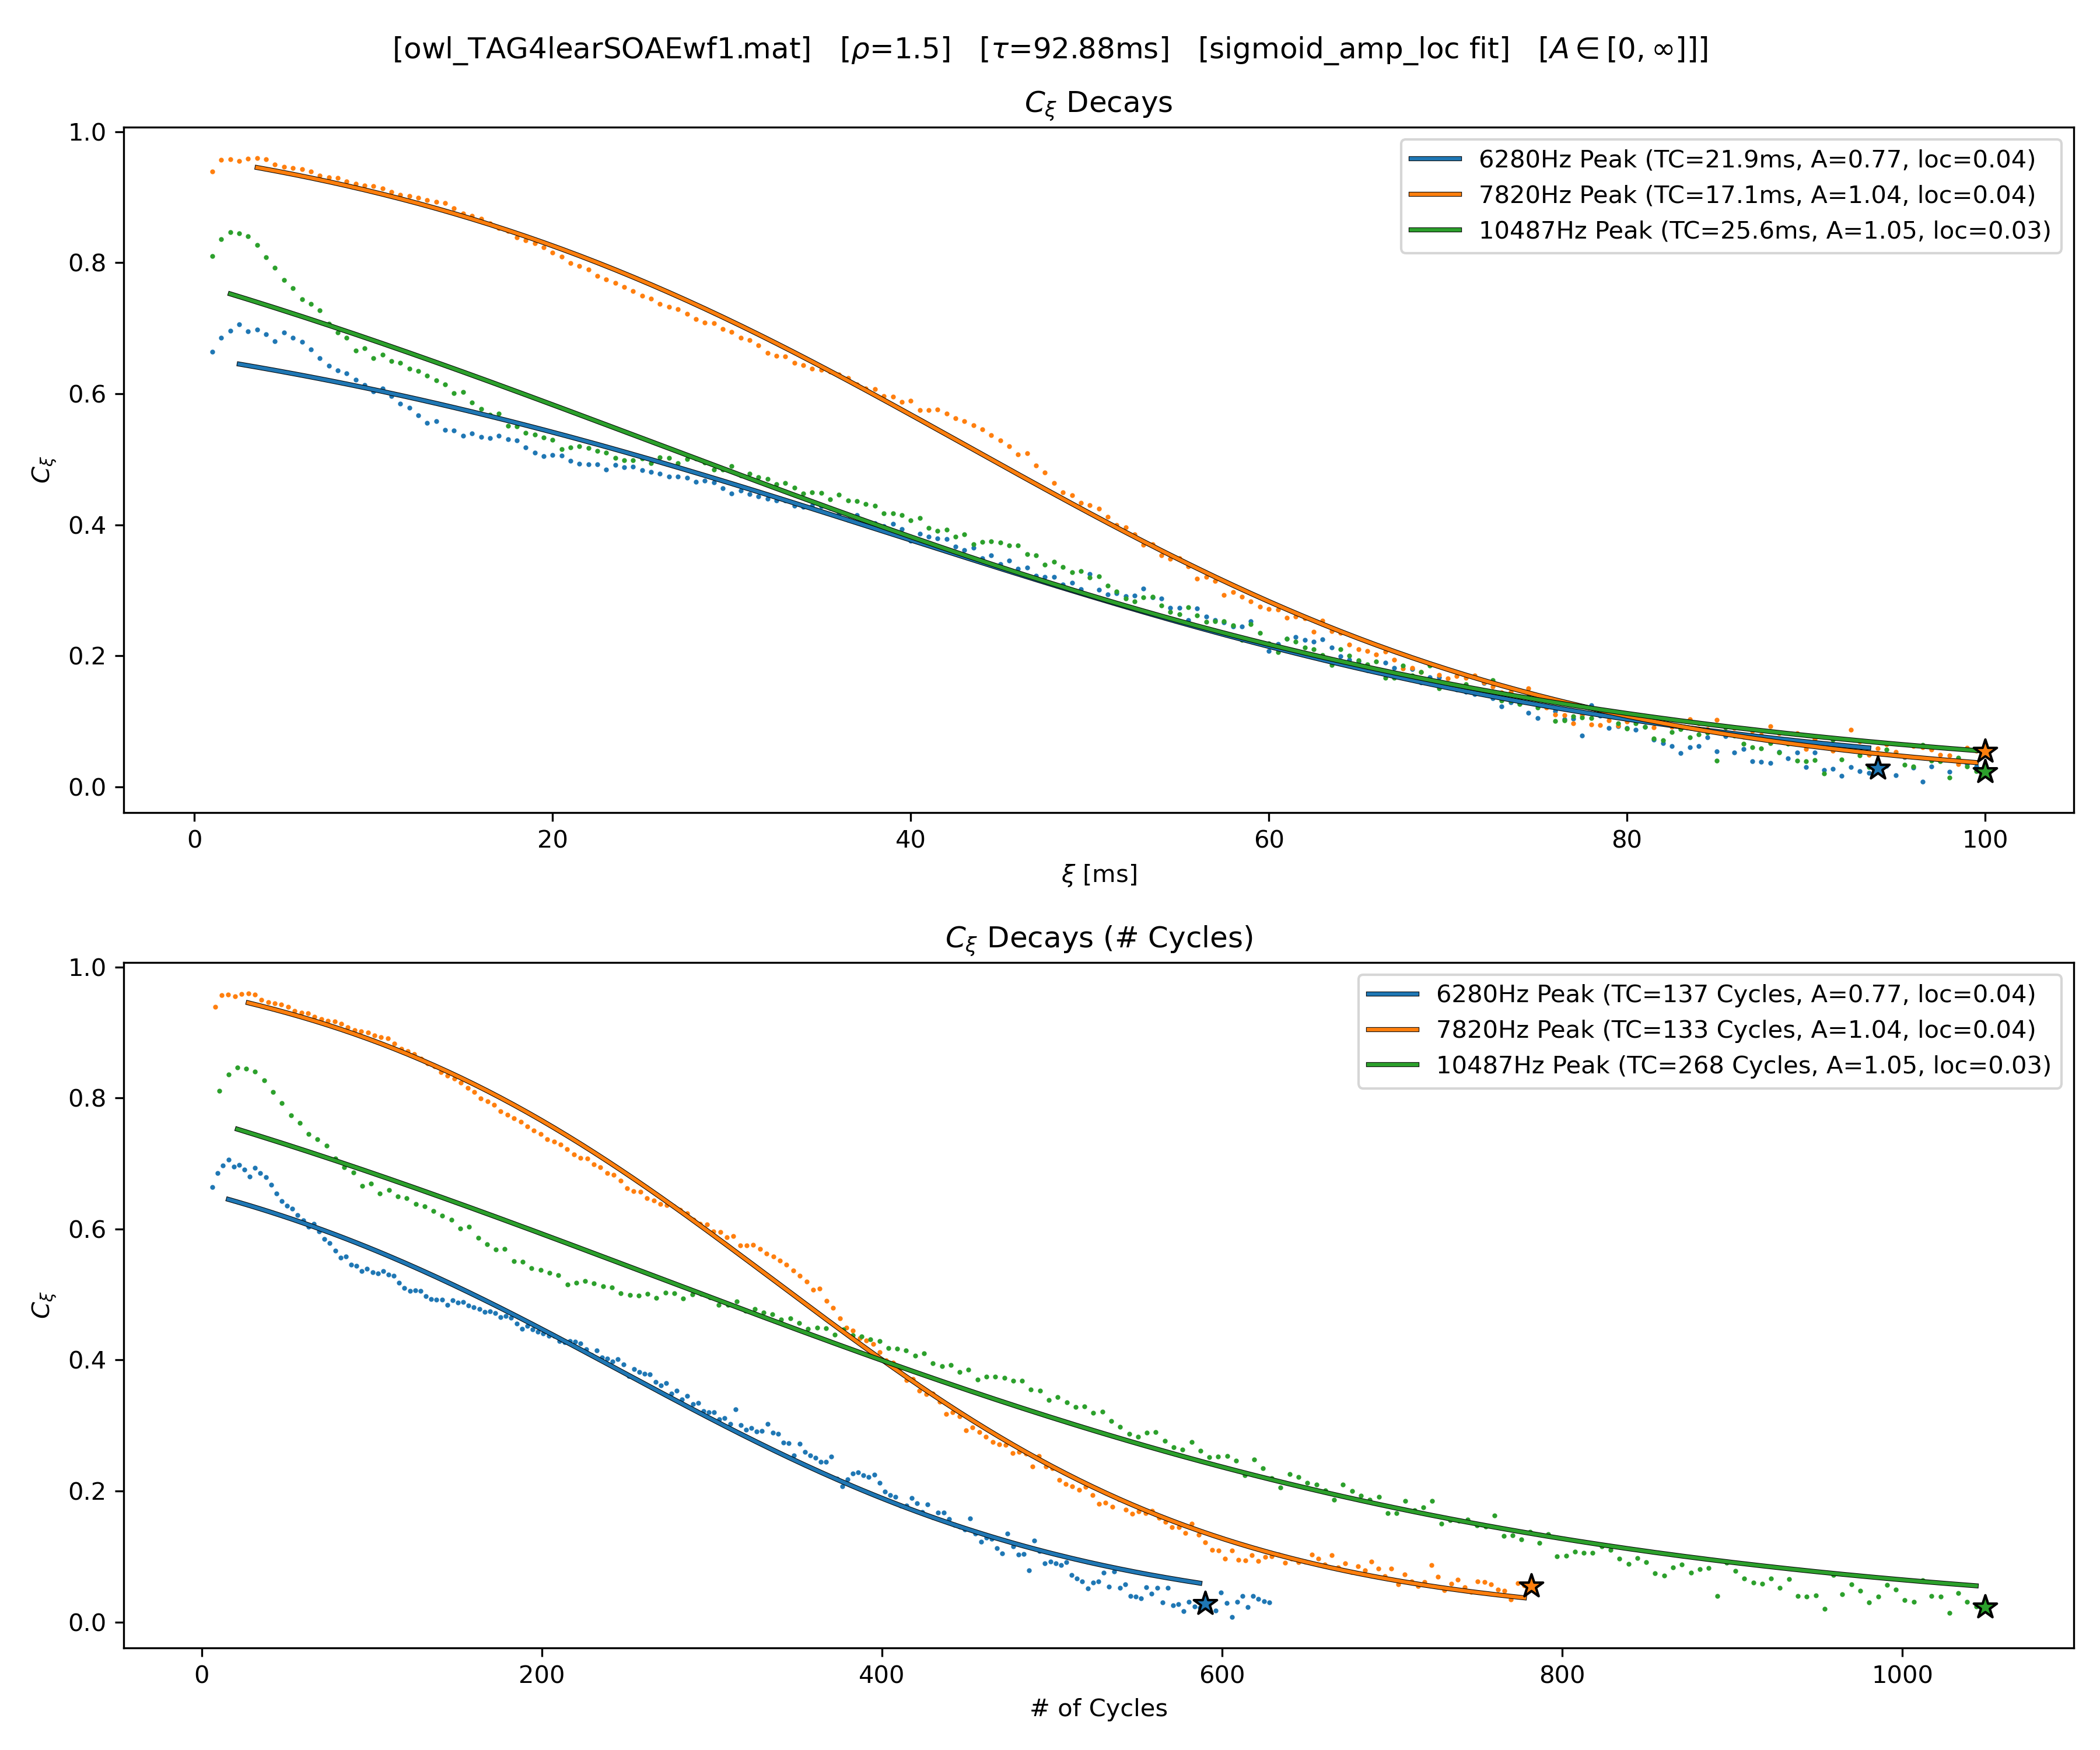 [owl_TAG4learSOAEwf1.mat] [ρ=1.5] [τ=92.88ms] [sigmoid_amp_loc fit] [A ∈ [0, ∞]]]
Cξ Decays
1.0
0.8
0.6
0.4
0.2
0.0
Cξ
6280Hz Peak (TC=21.9ms, A=0.77, loc=0.04)
7820Hz Peak (TC=17.1ms, A=1.04, loc=0.04)
10487Hz Peak (TC=25.6ms, A=1.05, loc=0.03)
0 20 40 60 80 100
ξ [ms]
Cξ Decays (# Cycles)
1.0
0.8
0.6
0.4
0.2
0.0
Cξ
6280Hz Peak (TC=137 Cycles, A=0.77, loc=0.04)
7820Hz Peak (TC=133 Cycles, A=1.04, loc=0.04)
10487Hz Peak (TC=268 Cycles, A=1.05, loc=0.03)
0 200 400 600 800 1000
# of Cycles